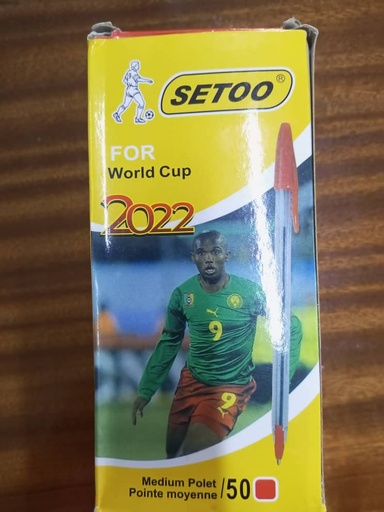 SETOO®
FOR
World Cup
2022
9
9
Medium Polet
Pointe moyenne /50